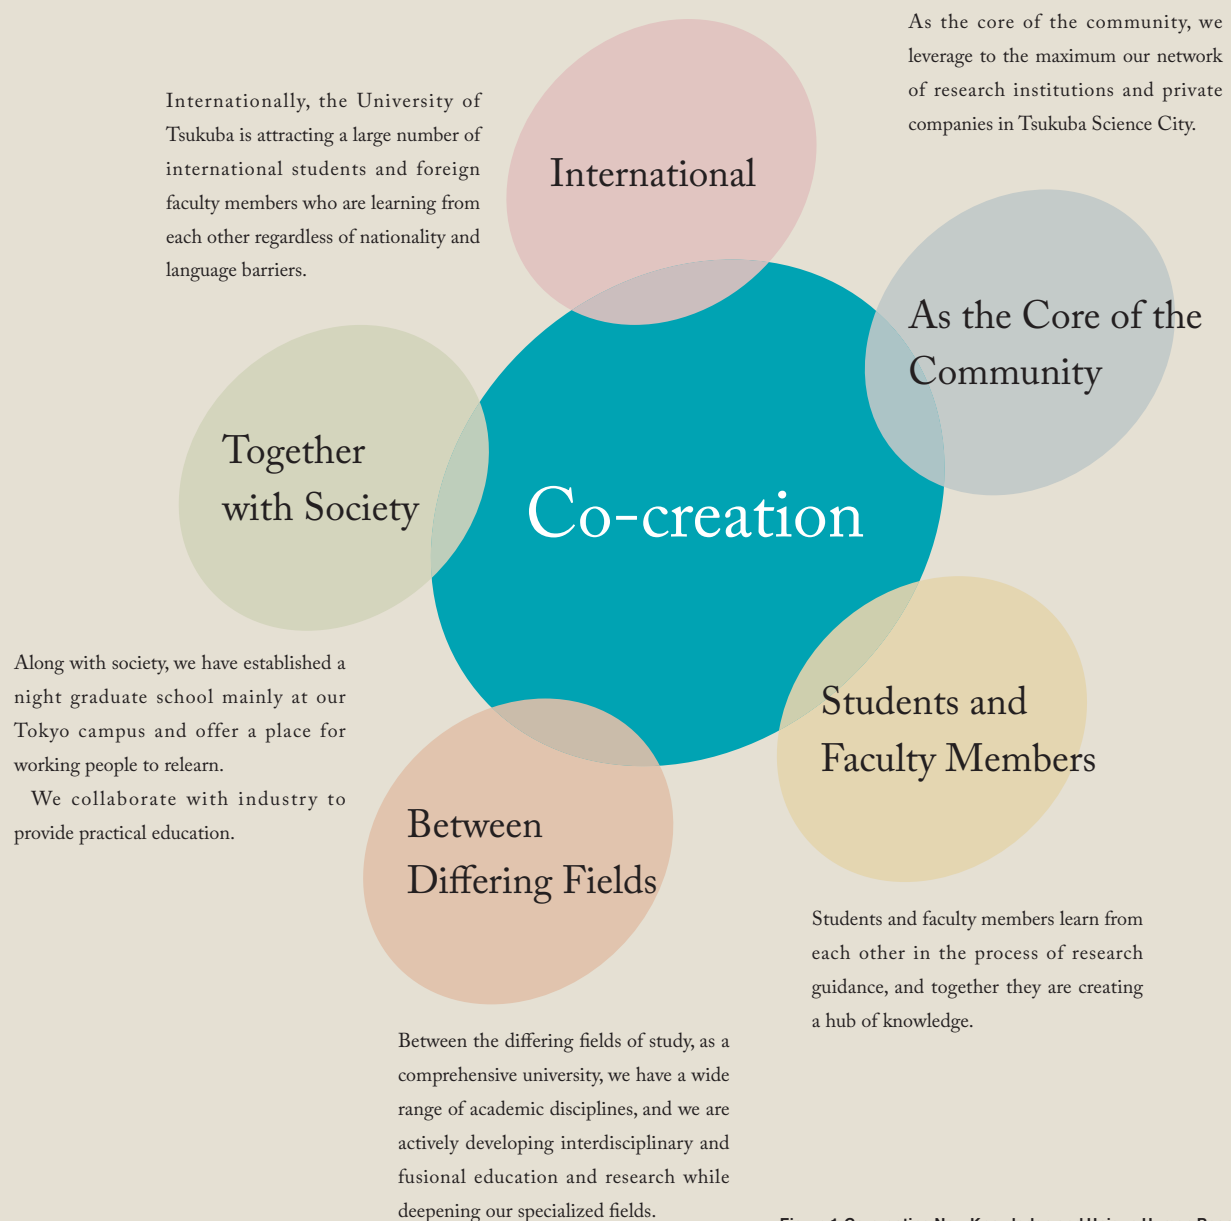 As the core of the community, we
leverage to the maximum our network
of research institutions and private
companies in Tsukuba Science City.
Internationally, the University of
Tsukuba is attracting a large number of
international students and foreign
faculty members who are learning from
each other regardless of nationality and
language barriers.
International
As the Core of the
Community
Together
with Society
Co-creation
Along with society, we have established a
night graduate school mainly at our
Tokyo campus and offer a place for
working people to relearn.
We collaborate with industry to
provide practical education.
Students and
Faculty Members
Between
Differing Fields
Students and faculty members learn from
each other in the process of research
guidance, and together they are creating
a hub of knowledge.
Between the differing fields of study, as a
comprehensive university, we have a wide
range of academic disciplines, and we are
actively developing interdisciplinary and
fusional education and research while
deepening our specialized fields.